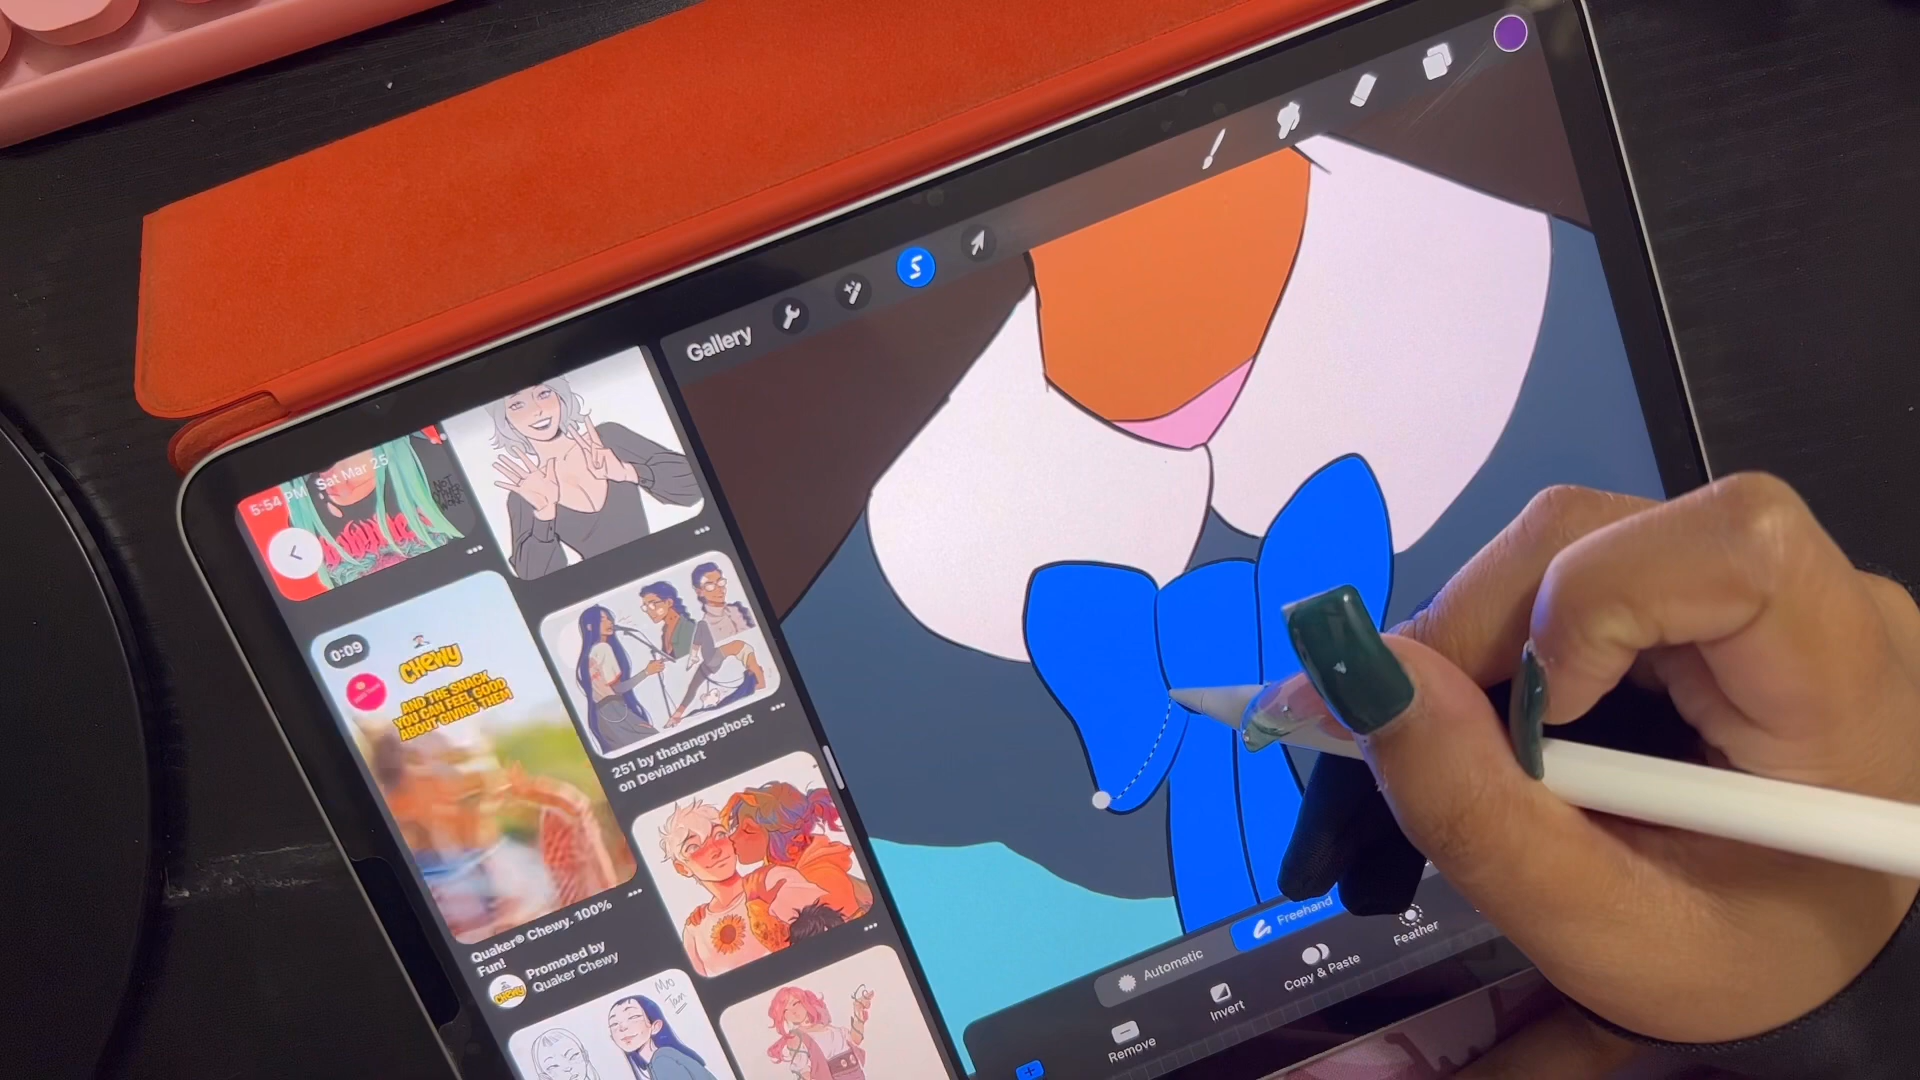 5:54 PM Sat Mar 25
Gallery
NOT
0:09
CHEWY
AND THE SNACK
YOU CAN FEEL GOOD
ABOUT GIVING THEM
251 by thatangryghost
on DeviantArt
Quaker® Chewy. 100%
Fun!
Promoted by
Quaker Chewy
Automatic
Freehand
Remove
Invert
Copy & Paste
Feather